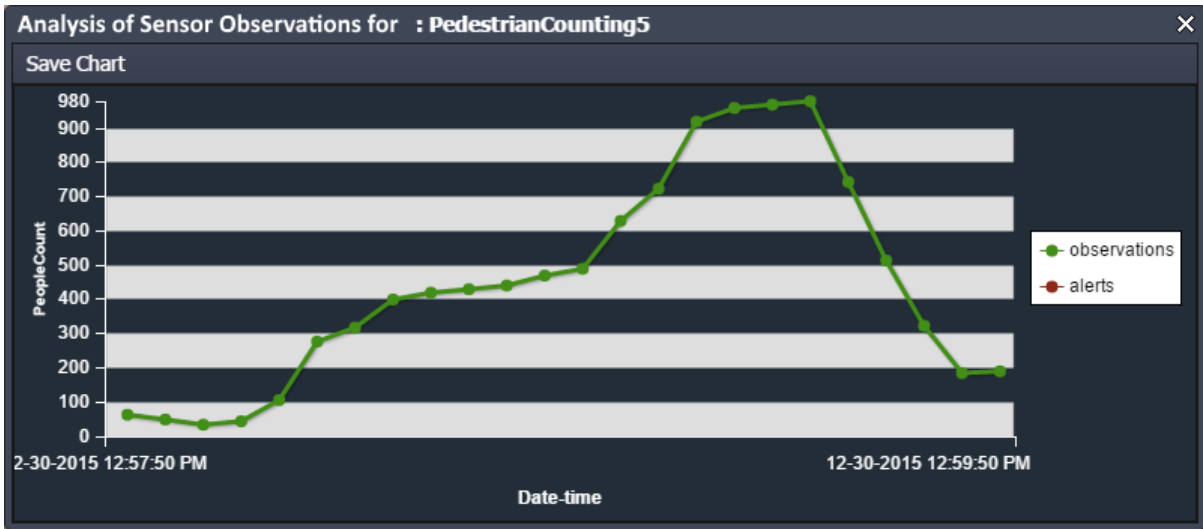 Analysis of Sensor Observations for : PedestrianCounting5
Save Chart
980
900
800
700
600
500
400
300
200
100
0
PeopleCount
2-30-2015 12:57:50 PM
12-30-2015 12:59:50 PM
Date-time
observations
alerts